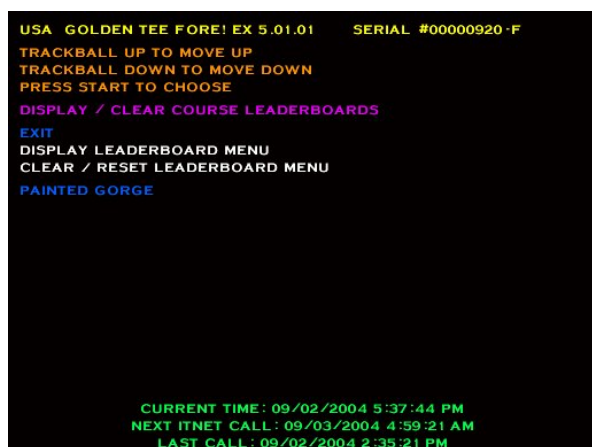 USA GOLDEN TEE FORE! EX 5.01.01 SERIAL #00000920-F
TRACKBALL UP TO MOVE UP
TRACKBALL DOWN TO MOVE DOWN
PRESS START TO CHOOSE
DISPLAY / CLEAR COURSE LEADERBOARDS
EXIT
DISPLAY LEADERBOARD MENU
CLEAR / RESET LEADERBOARD MENU
PAINTED GORGE
CURRENT TIME: 09/02/2004 5:37:44 PM
NEXT ITNET CALL: 09/03/2004 4:59:21 AM
LAST CALL: 09/02/2004 2:35:21 PM